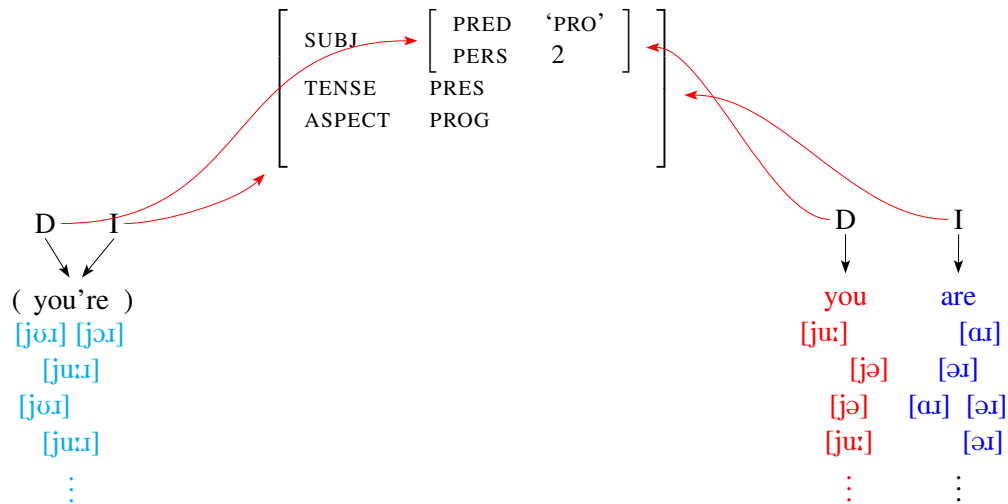 SUBJ PRED 'PRO'
PERS 2
TENSE PRES
ASPECT PROG
D I D I
( you're ) you are
[jʊɹ] [jɔɹ] [juː] [ɑɹ]
[juːɹ] [jə] [əɹ]
[jʊɹ] [jə] [ɑɹ] [əɹ]
[juːɹ] [juː] [əɹ]
⋮ ⋮ ⋮